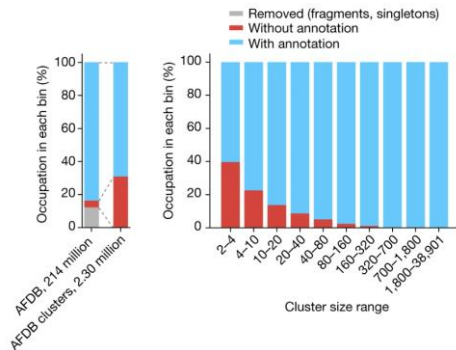 Removed (fragments, singletons)
Without annotation
With annotation
Occupation in each bin (%)
100
80
60
40
20
0
AFDB, 214 million
AFDB clusters, 2.30 million
Occupation in each bin (%)
100
80
60
40
20
0
2–4
4–10
10–20
20–40
40–80
80–160
160–320
320–700
700–1,800
1,800–38,901
Cluster size range